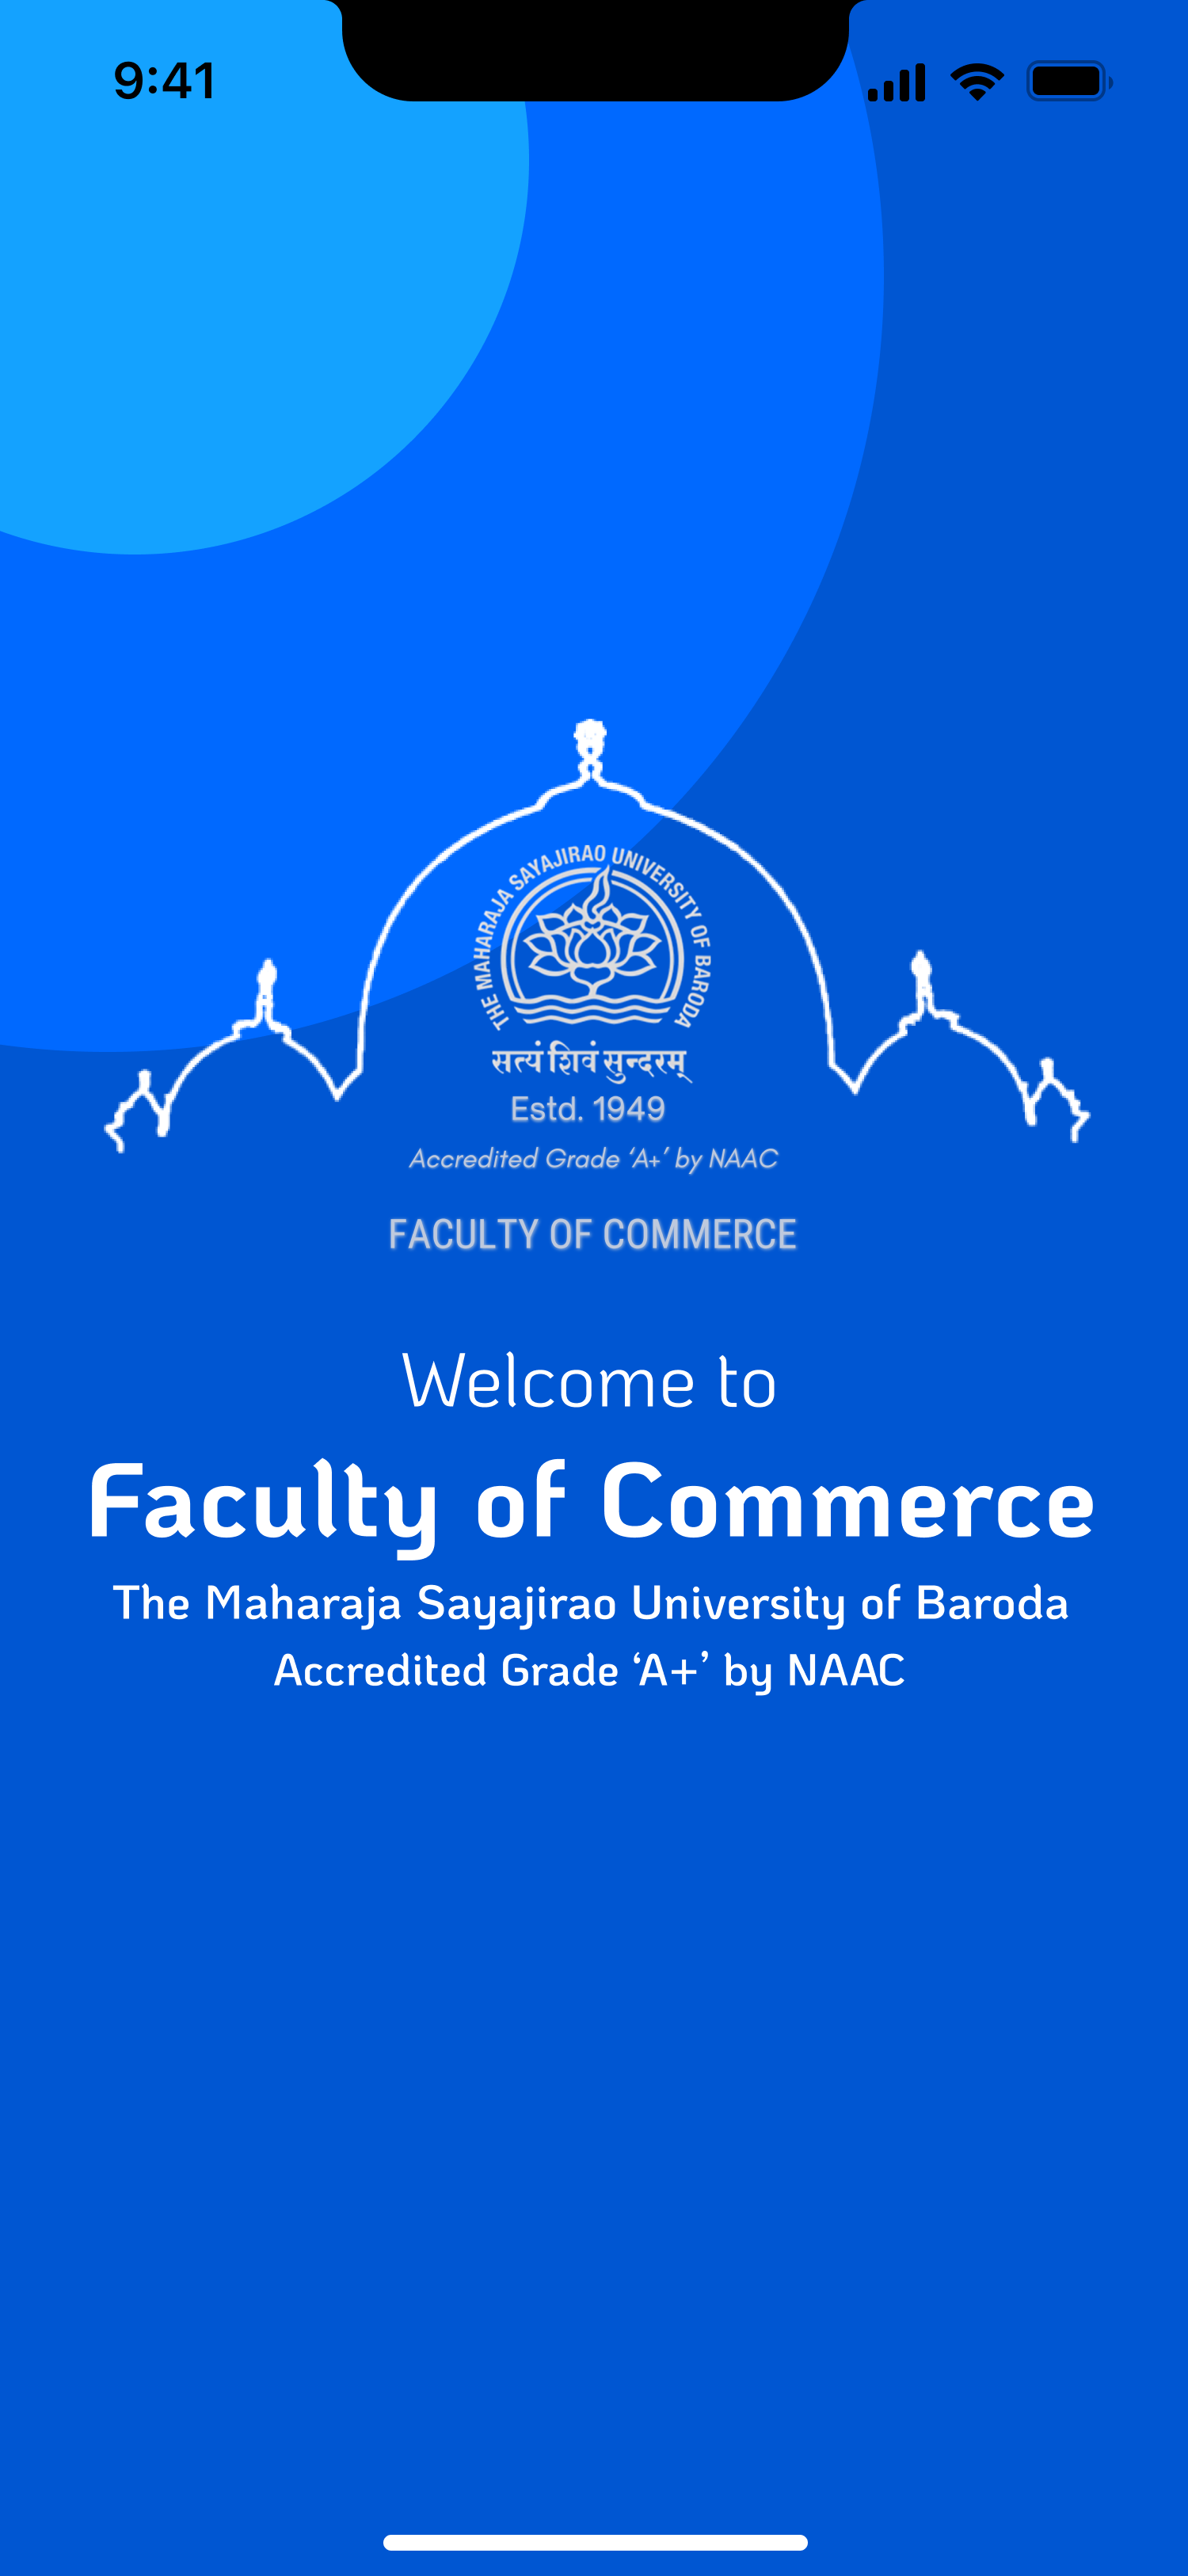 9:41
THE MAHARAJA SAYAJIRAO UNIVERSITY OF BARODA
सत्यं शिवं सुन्दरम्
Estd. 1949
Accredited Grade ‘A+’ by NAAC
FACULTY OF COMMERCE
Welcome to
Faculty of Commerce
The Maharaja Sayajirao University of Baroda
Accredited Grade ‘A+’ by NAAC